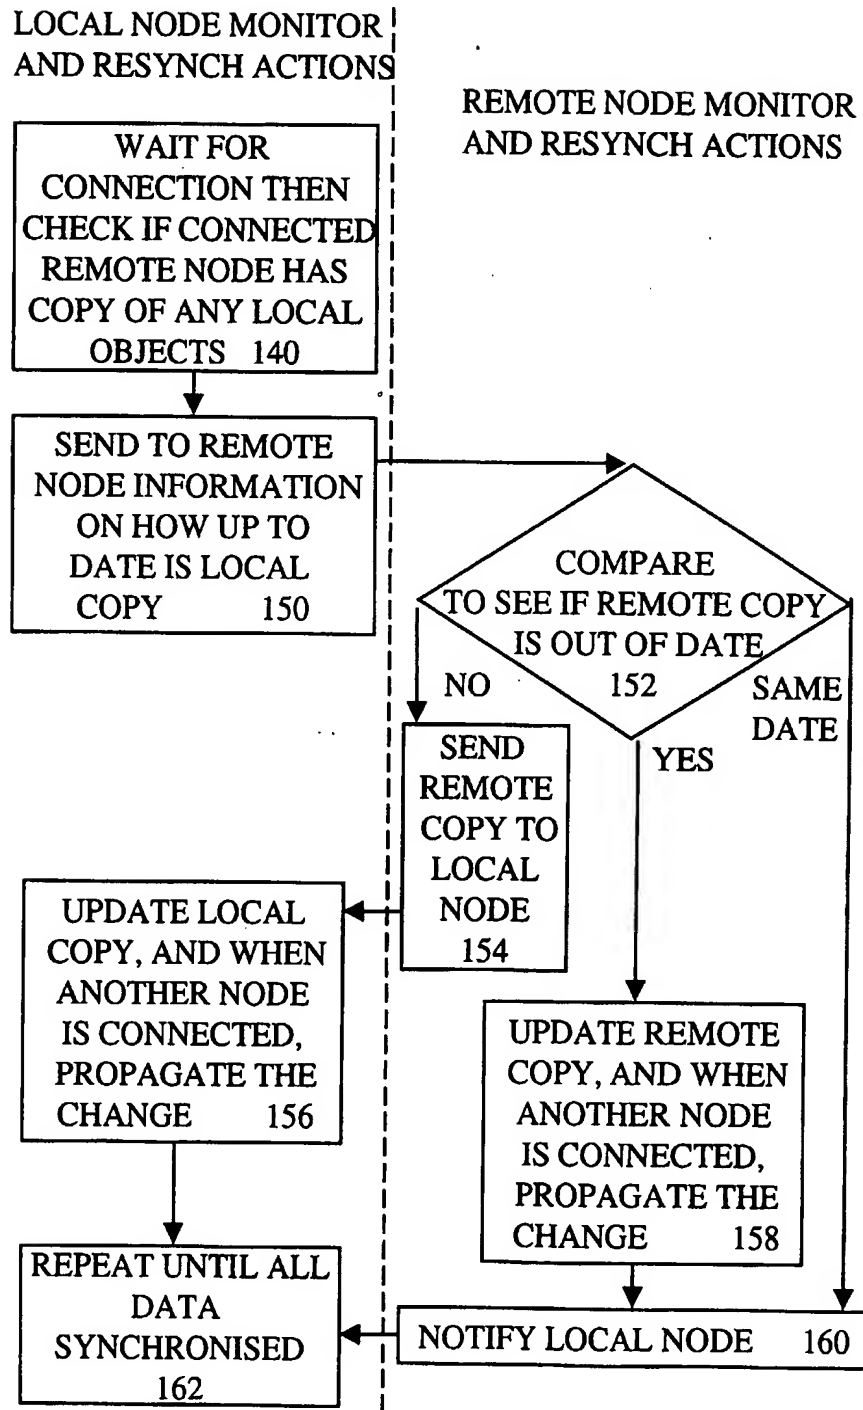 LOCAL NODE MONITOR
AND RESYNCH ACTIONS
REMOTE NODE MONITOR
AND RESYNCH ACTIONS
WAIT FOR
CONNECTION THEN
CHECK IF CONNECTED
REMOTE NODE HAS
COPY OF ANY LOCAL
OBJECTS 140
SEND TO REMOTE
NODE INFORMATION
ON HOW UP TO
DATE IS LOCAL
COPY 150
COMPARE
TO SEE IF REMOTE COPY
IS OUT OF DATE
152
NO
SAME
DATE
YES
SEND
REMOTE
COPY TO
LOCAL
NODE
154
UPDATE LOCAL
COPY, AND WHEN
ANOTHER NODE
IS CONNECTED,
PROPAGATE THE
CHANGE 156
UPDATE REMOTE
COPY, AND WHEN
ANOTHER NODE
IS CONNECTED,
PROPAGATE THE
CHANGE 158
REPEAT UNTIL ALL
DATA
SYNCHRONISED
162
NOTIFY LOCAL NODE 160